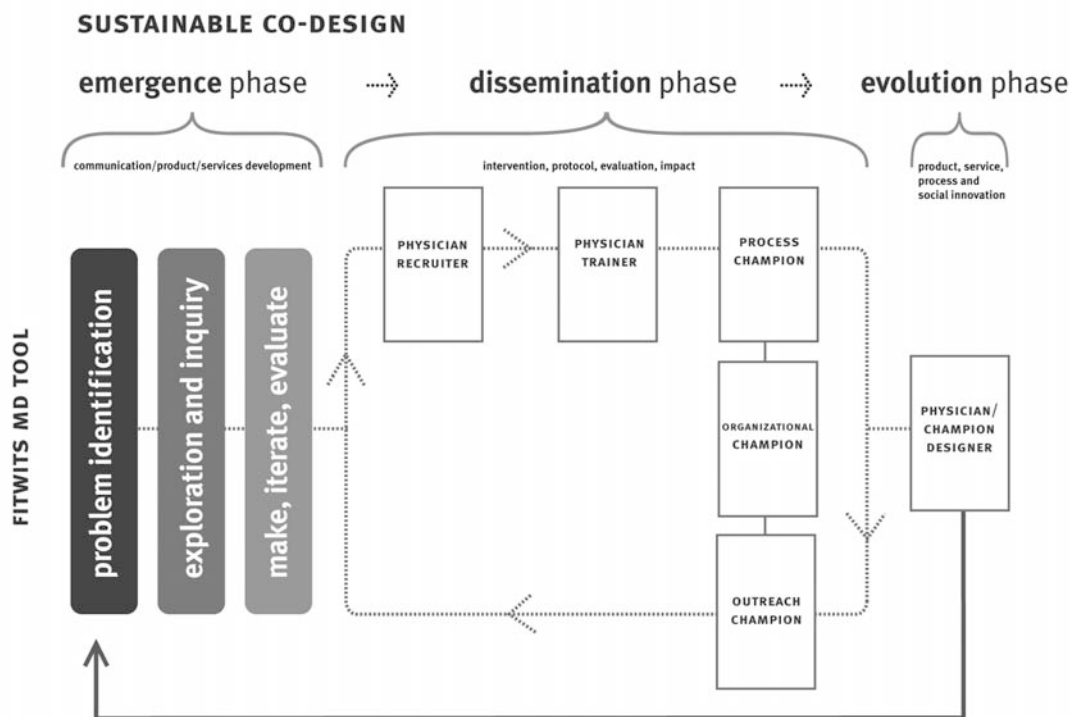 SUSTAINABLE CO-DESIGN
emergence phase
dissemination phase
evolution phase
communication/product/services development
intervention, protocol, evaluation, impact
product, service,
process and
social innovation
FITWITS MD TOOL
problem identification
exploration and inquiry
make, iterate, evaluate
PHYSICIAN
RECRUITER
PHYSICIAN
TRAINER
PROCESS
CHAMPION
ORGANIZATIONAL
CHAMPION
OUTREACH
CHAMPION
PHYSICIAN/
CHAMPION
DESIGNER